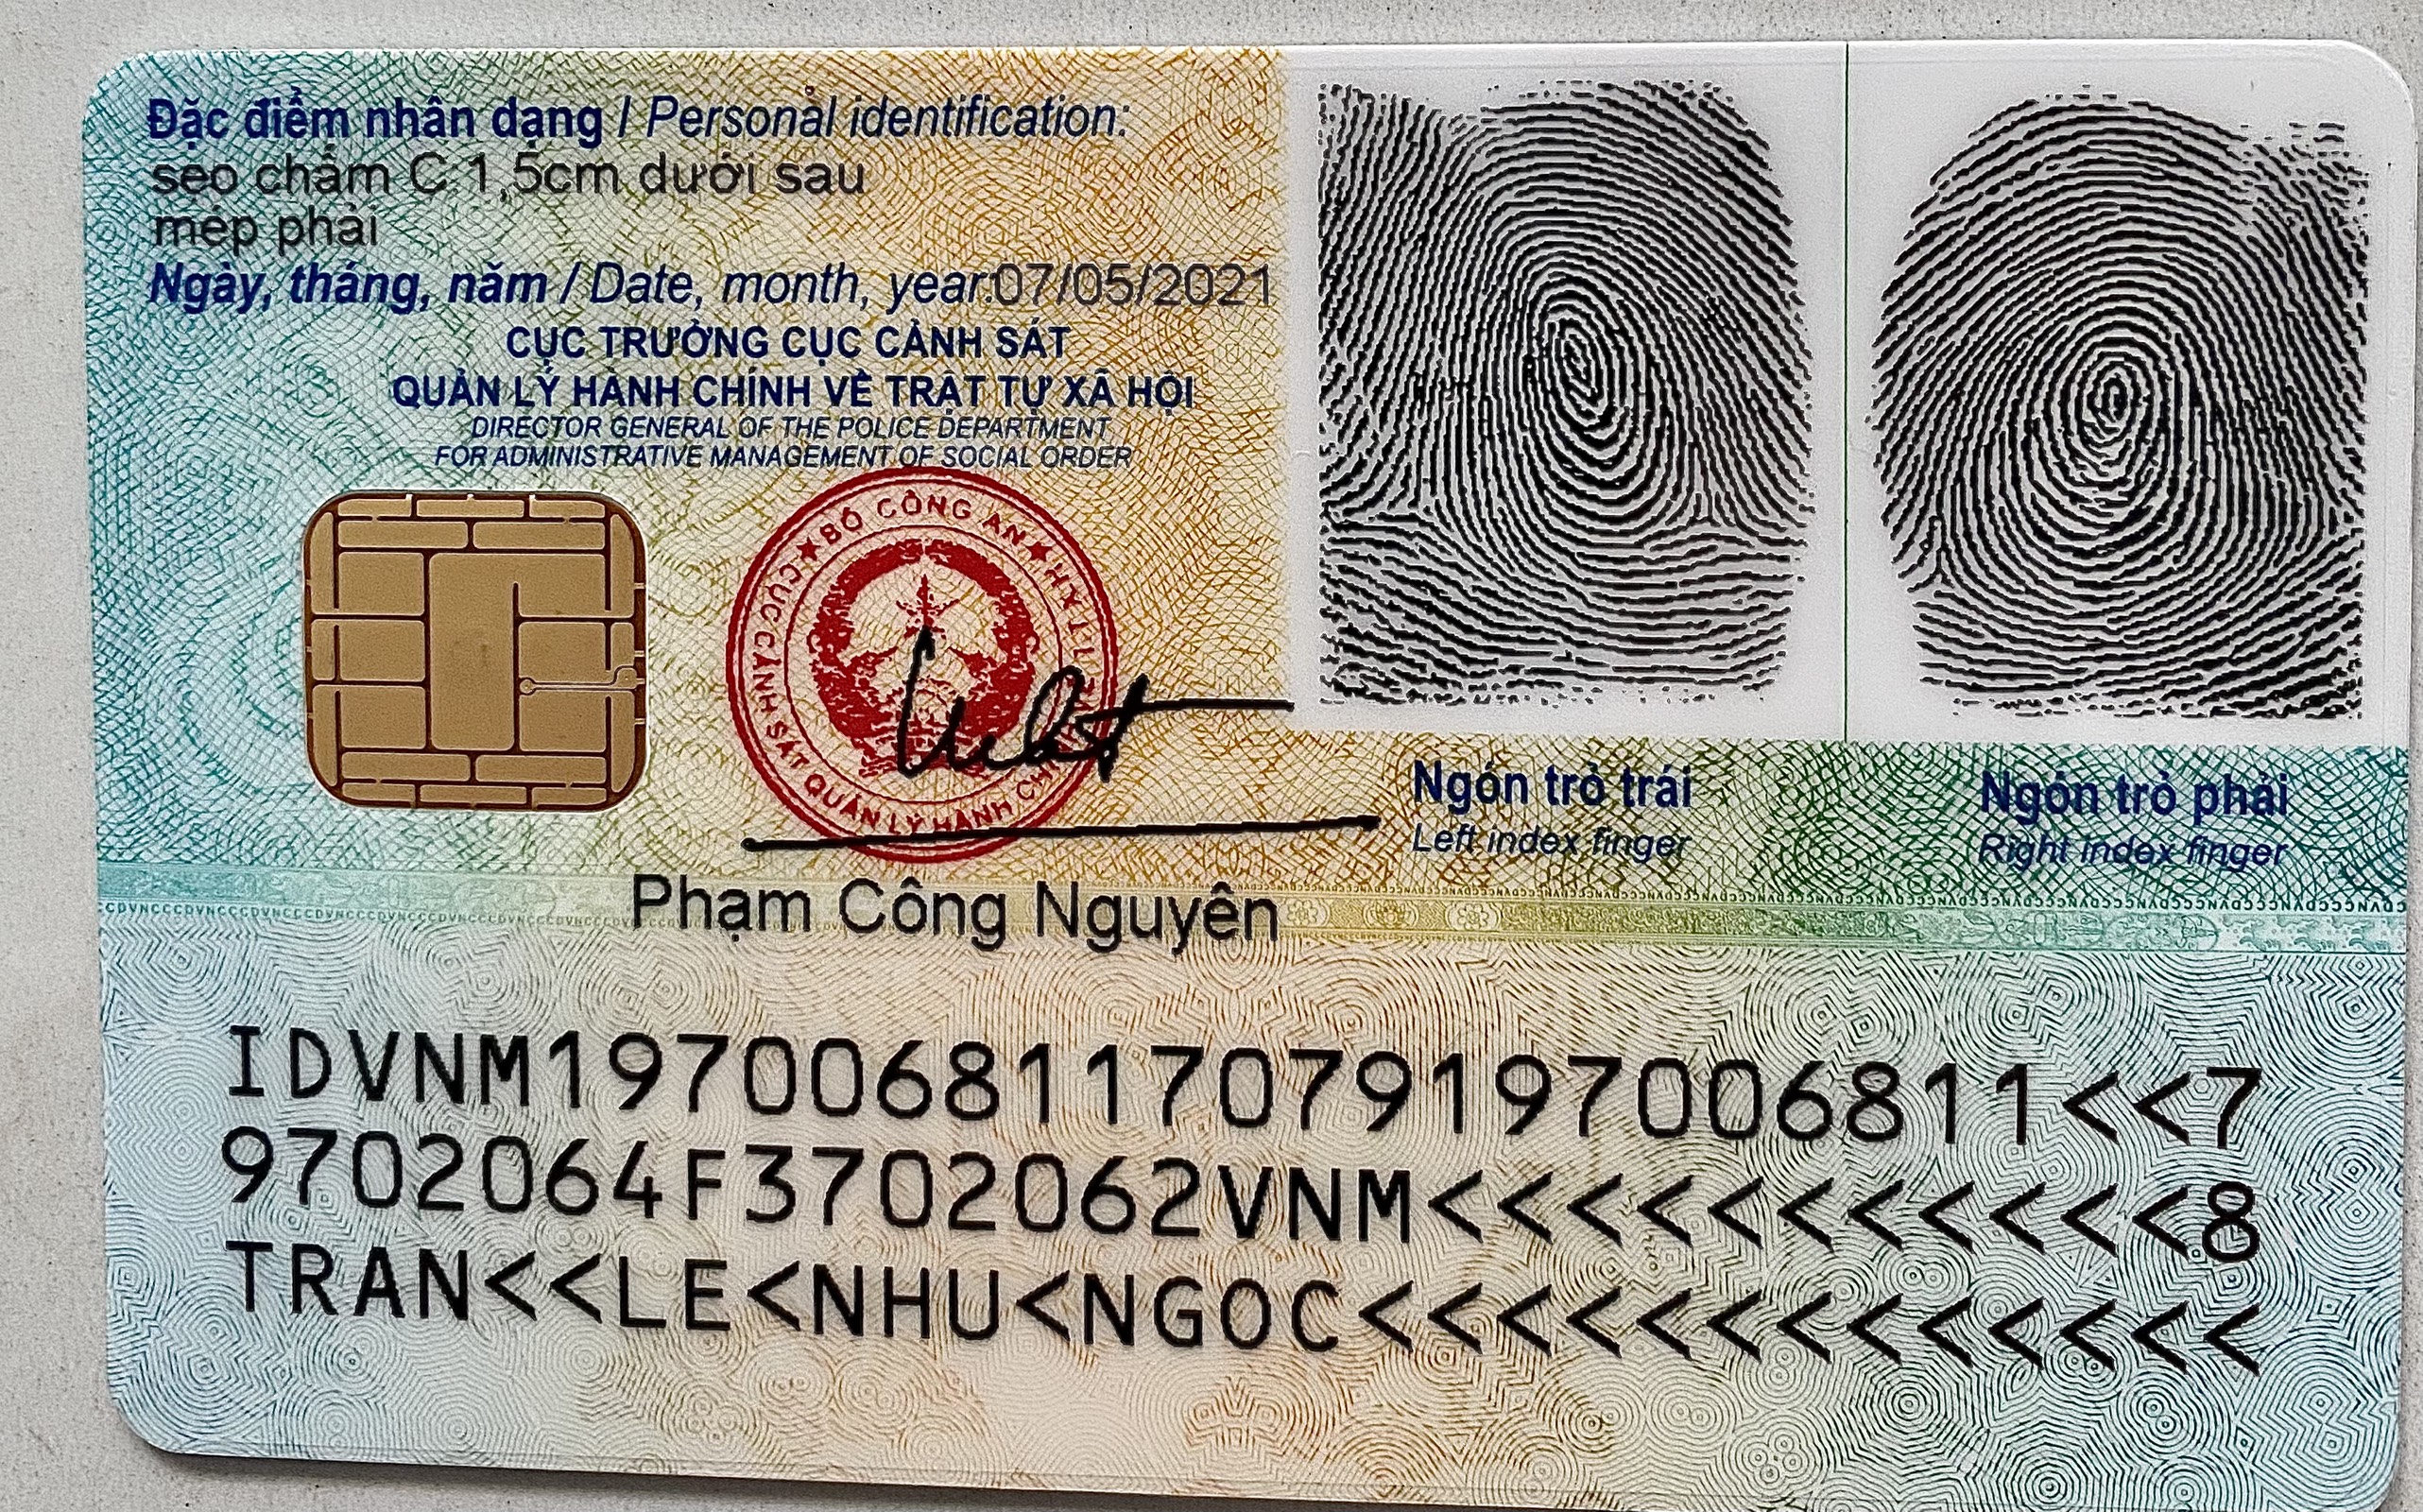 Đặc điểm nhân dạng / Personal identification:
sẹo chấm C:1,5cm dưới sau
mép phải
Ngày, tháng, năm / Date, month, year:07/05/2021
CỤC TRƯỞNG CỤC CẢNH SÁT
QUẢN LÝ HÀNH CHÍNH VỀ TRẬT TỰ XÃ HỘI
DIRECTOR GENERAL OF THE POLICE DEPARTMENT
FOR ADMINISTRATIVE MANAGEMENT OF SOCIAL ORDER
BỘ CÔNG AN
CỤC CẢNH SÁT QUẢN LÝ HÀNH CHÍNH
Phạm Công Nguyên
Ngón trỏ trái
Left index finger
Ngón trỏ phải
Right index finger
IDVNM1970068117079197006811<<7
9702064F3702062VNM<<<<<<<<<<<8
TRAN<<LE<NHU<NGOC<<<<<<<<<<<<<